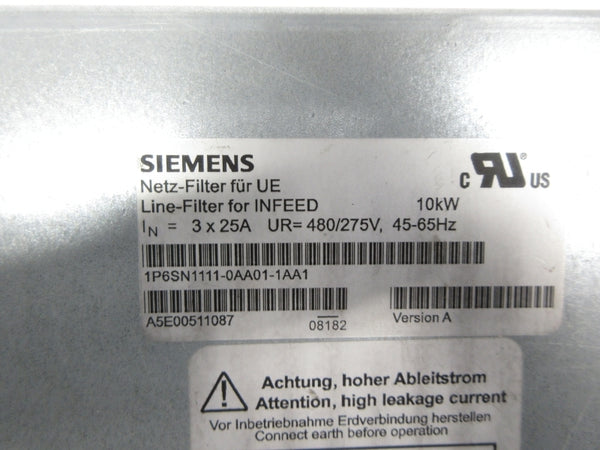 SIEMENS
Netz-Filter für UE
Line-Filter for INFEED 10kW
IN = 3 x 25A UR= 480/275V, 45-65Hz
c RU ® US
1P6SN1111-0AA01-1AA1
A5E00511087 08182 Version A
Achtung, hoher Ableitstrom
Attention, high leakage current
Vor Inbetriebnahme Erdverbindung herstellen
Connect earth before operation